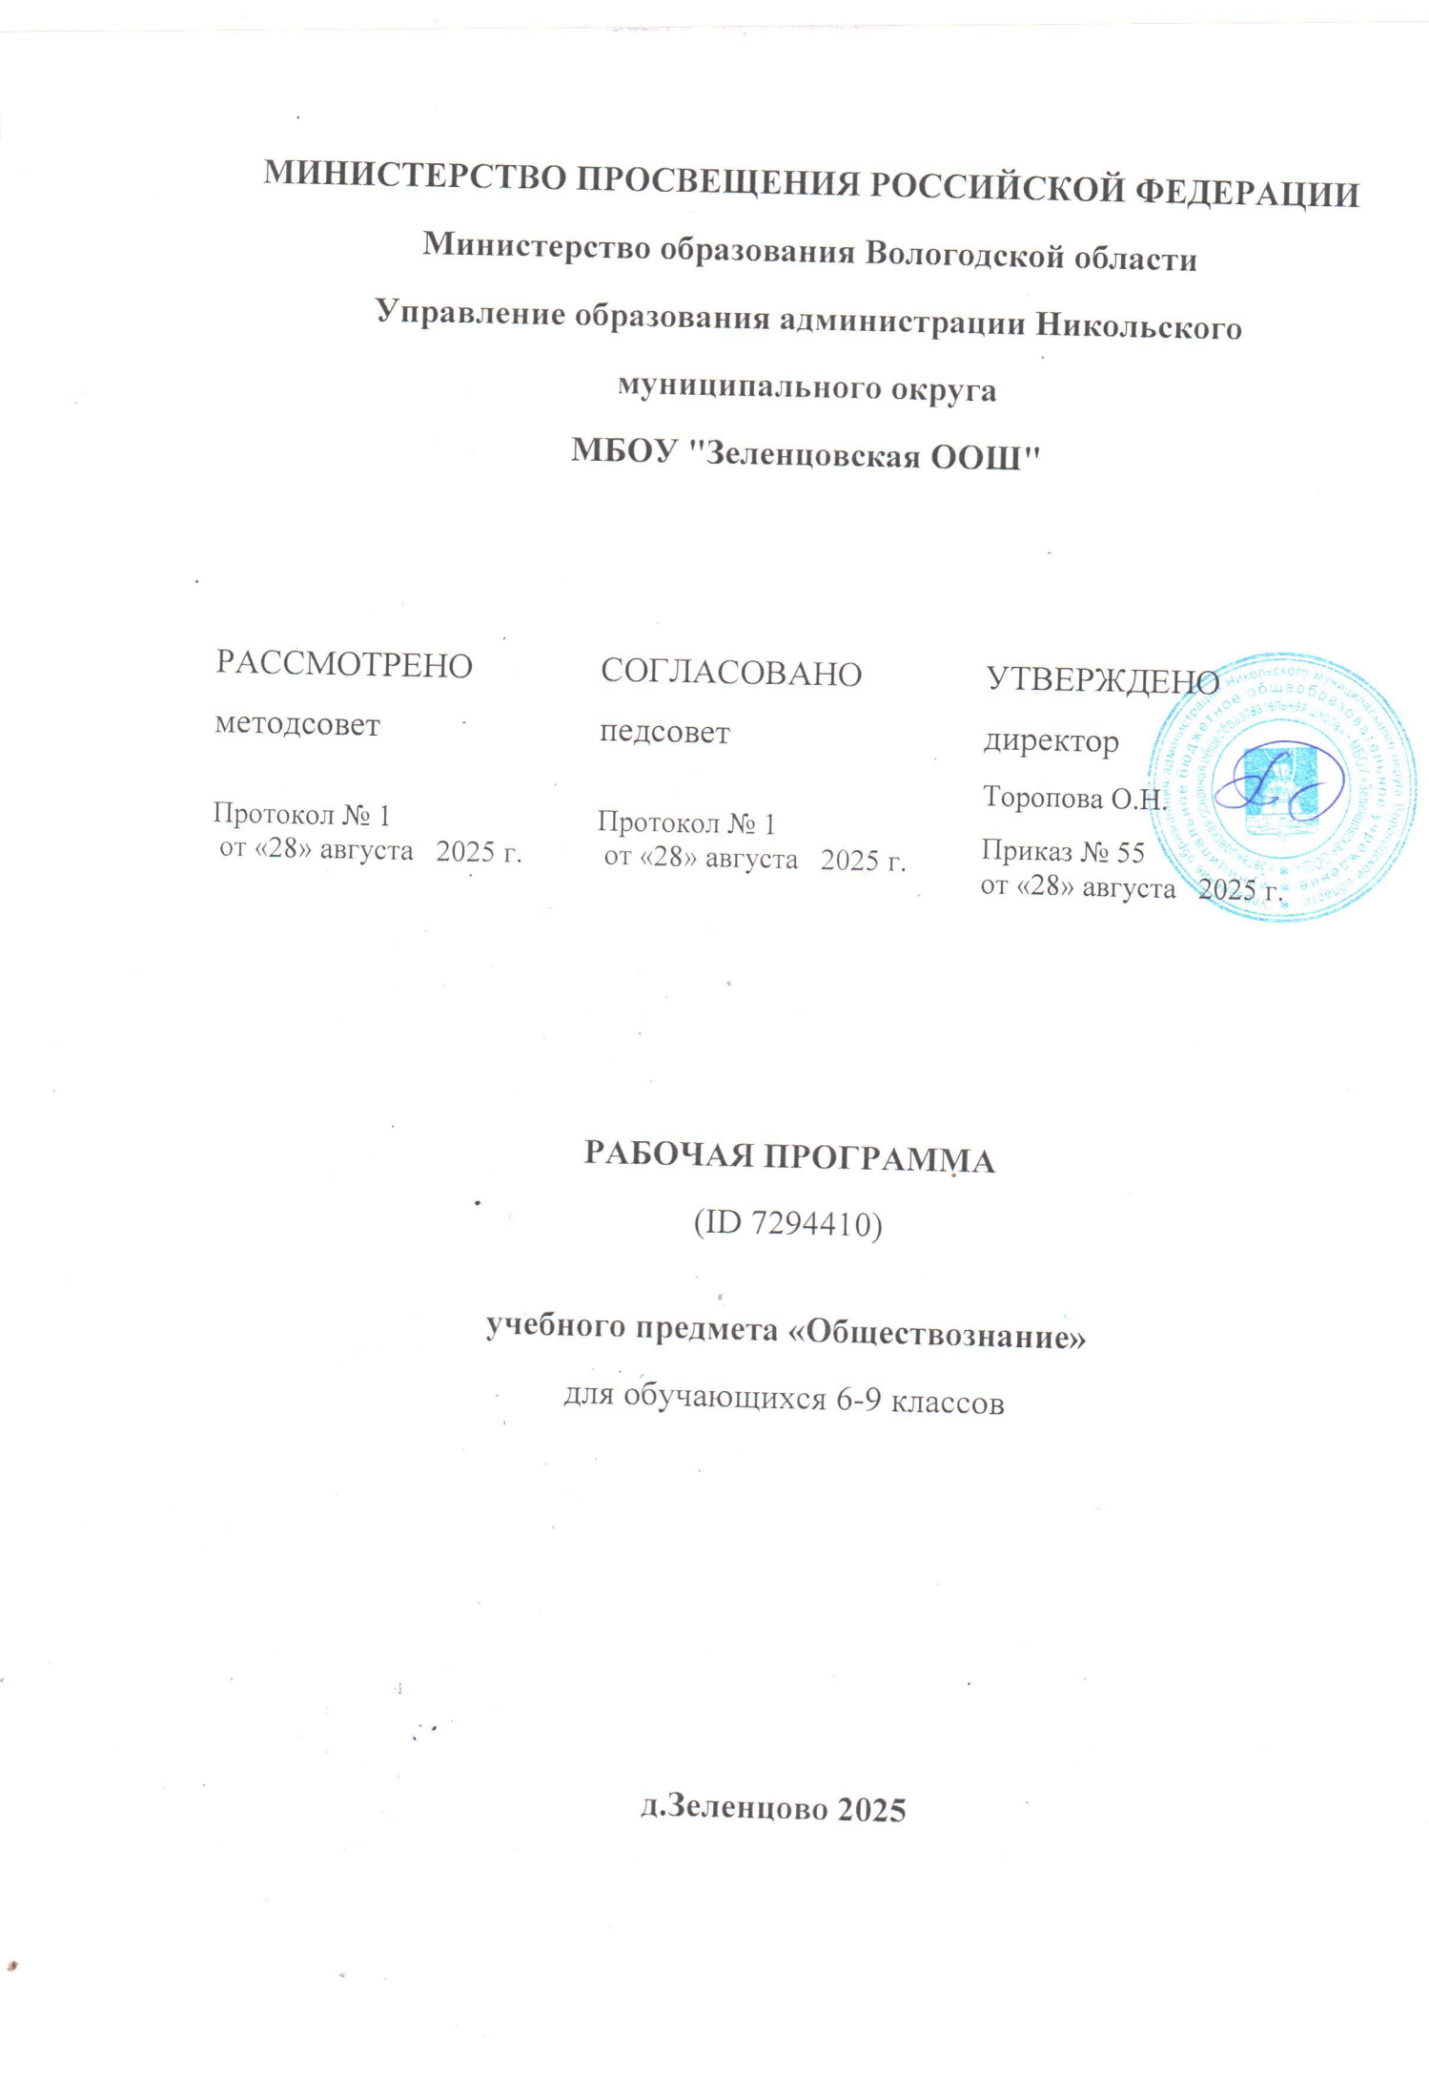 МИНИСТЕРСТВО ПРОСВЕЩЕНИЯ РОССИЙСКОЙ ФЕДЕРАЦИИ
Министерство образования Вологодской области
Управление образования администрации Никольского
муниципального округа
МБОУ "Зеленцовская ООШ"
РАССМОТРЕНО
методсовет
Протокол № 1
от «28» августа 2025 г.
СОГЛАСОВАНО
педсовет
Протокол № 1
от «28» августа 2025 г.
УТВЕРЖДЕНО
директор
Торопова О.Н.
Приказ № 55
от «28» августа 2025 г.
РАБОЧАЯ ПРОГРАММА
(ID 7294410)
учебного предмета «Обществознание»
для обучающихся 6-9 классов
д.Зеленцово 2025